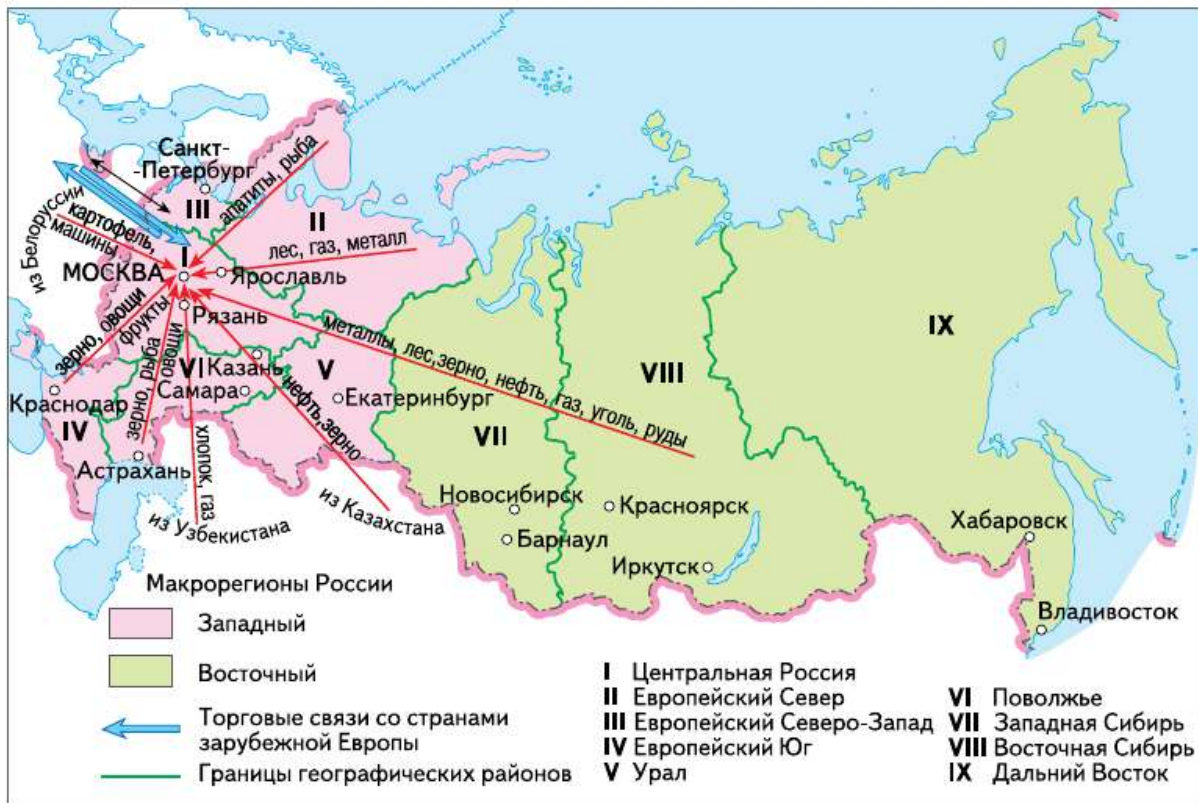 Санкт-
-Петербург
апатиты, рыба
III
II
из Белоруссии
картофель,
машины
I
лес, газ, металл
МОСКВА
Ярославль
зерно, овощи
фрукты
Рязань
металлы, лес,зерно, нефть, газ, уголь, руды
IX
VIII
зерно, рыба
овощи
VI
Казань
V
Самара
нефть,зерно
Екатеринбург
Краснодар
IV
VII
Астрахань
хлопок, газ
из Узбекистана
из Казахстана
Новосибирск
Красноярск
Барнаул
Иркутск
Хабаровск
Владивосток
Макрорегионы России
Западный
Восточный
Торговые связи со странами
зарубежной Европы
Границы географических районов
I Центральная Россия
II Европейский Север
III Европейский Северо-Запад
IV Европейский Юг
V Урал
VI Поволжье
VII Западная Сибирь
VIII Восточная Сибирь
IX Дальний Восток